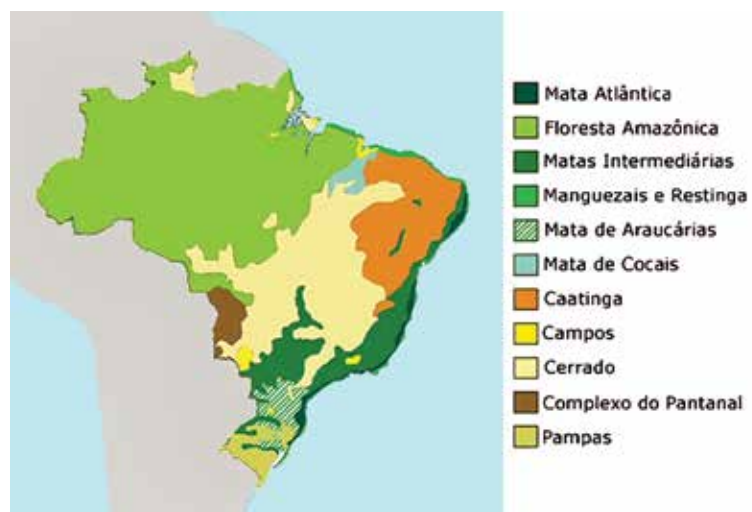 Mata Atlântica
Floresta Amazônica
Matas Intermediárias
Manguezais e Restinga
Mata de Araucárias
Mata de Cocais
Caatinga
Campos
Cerrado
Complexo do Pantanal
Pampas